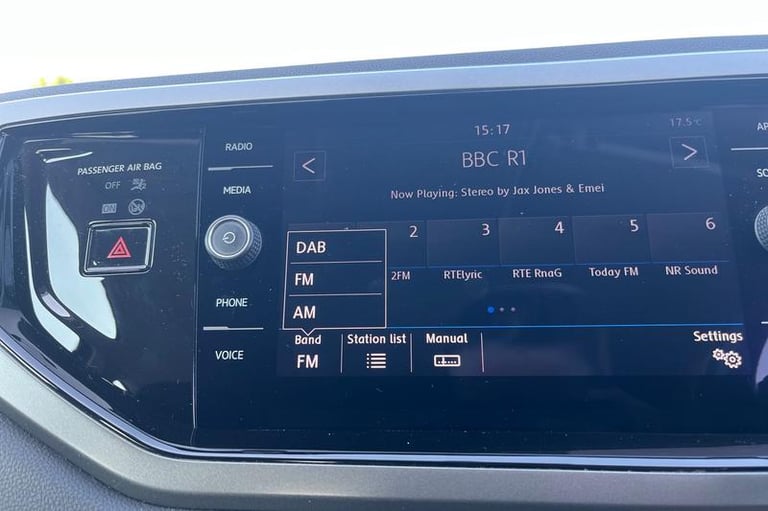 PASSENGER AIR BAG
OFF
ON
RADIO
MEDIA
PHONE
VOICE
15:17
17.5°C
<
BBC R1
>
Now Playing: Stereo by Jax Jones & Emei
2
3
4
5
6
2FM
RTElyric
RTE RnaG
Today FM
NR Sound
DAB
FM
AM
Band
FM
Station list
Manual
Settings